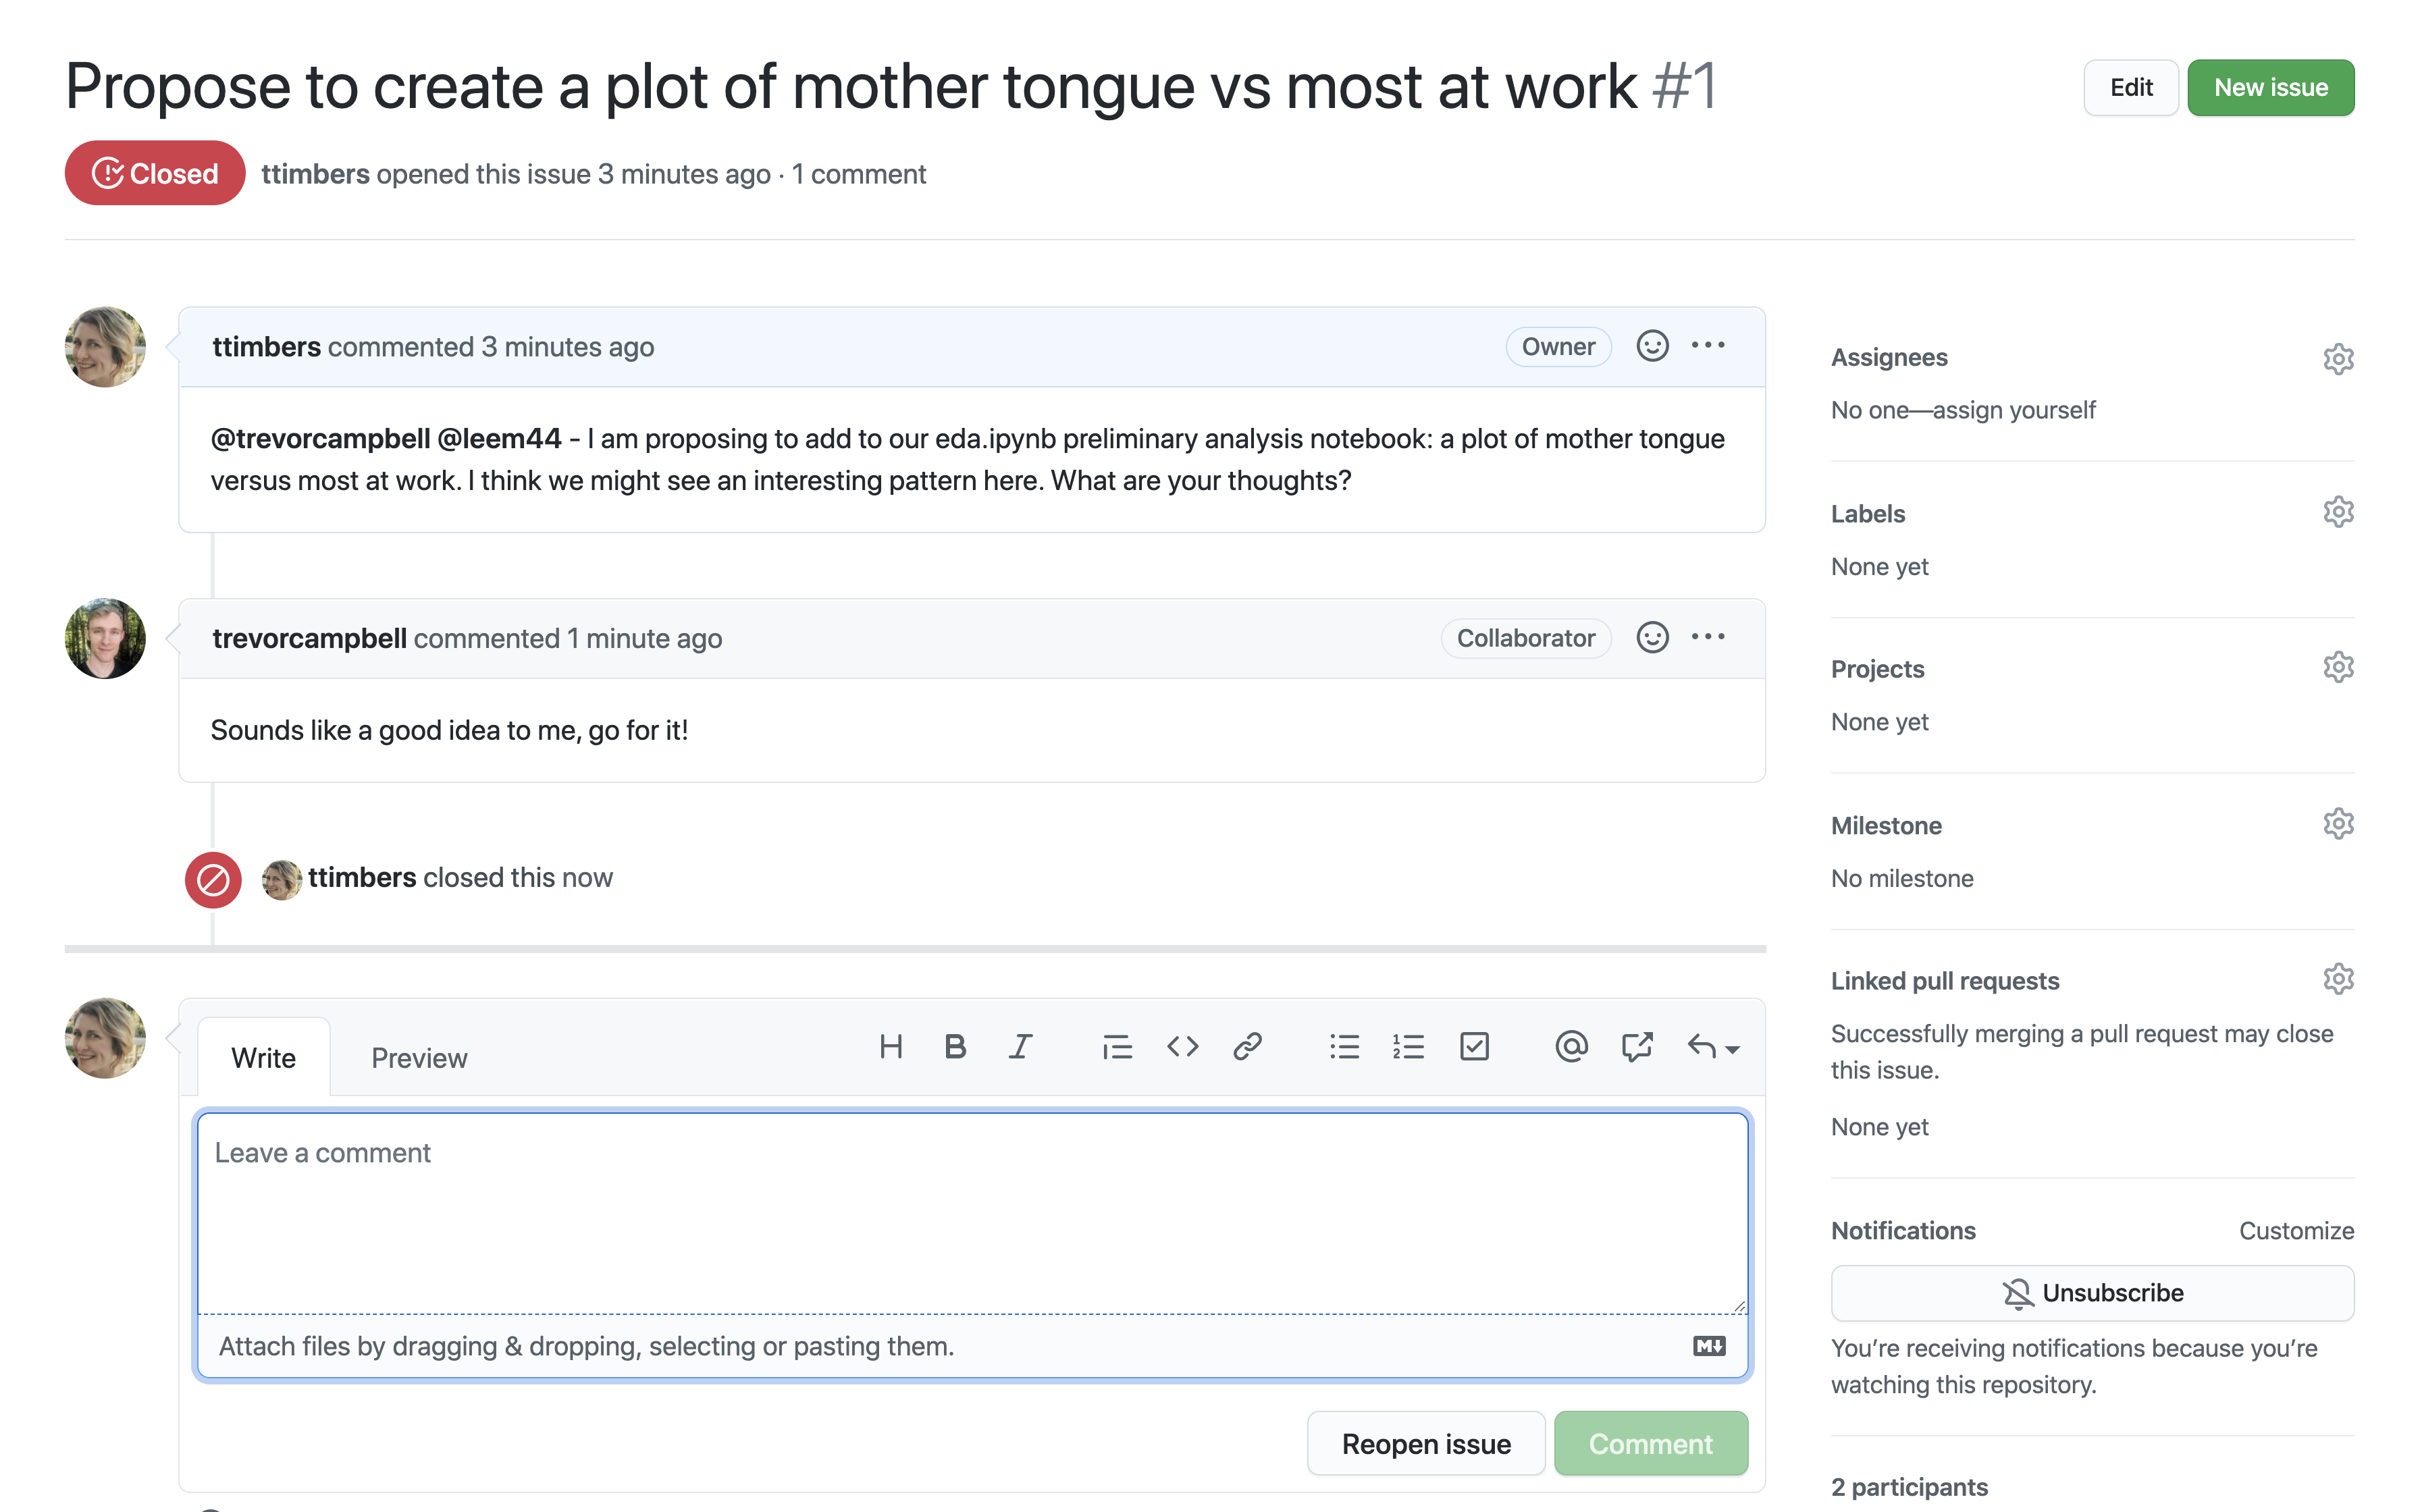 Propose to create a plot of mother tongue vs most at work #1
Edit
New issue
Closed
ttimbers opened this issue 3 minutes ago · 1 comment
ttimbers commented 3 minutes ago
Owner
@trevorcampbell @leem44 - I am proposing to add to our eda.ipynb preliminary analysis notebook: a plot of mother tongue
versus most at work. I think we might see an interesting pattern here. What are your thoughts?
trevorcampbell commented 1 minute ago
Collaborator
Sounds like a good idea to me, go for it!
ttimbers closed this now
Write
Preview
Leave a comment
Attach files by dragging & dropping, selecting or pasting them.
Reopen issue
Comment
Assignees
No one—assign yourself
Labels
None yet
Projects
None yet
Milestone
No milestone
Linked pull requests
Successfully merging a pull request may close
this issue.
None yet
Notifications
Customize
Unsubscribe
You’re receiving notifications because you’re
watching this repository.
2 participants